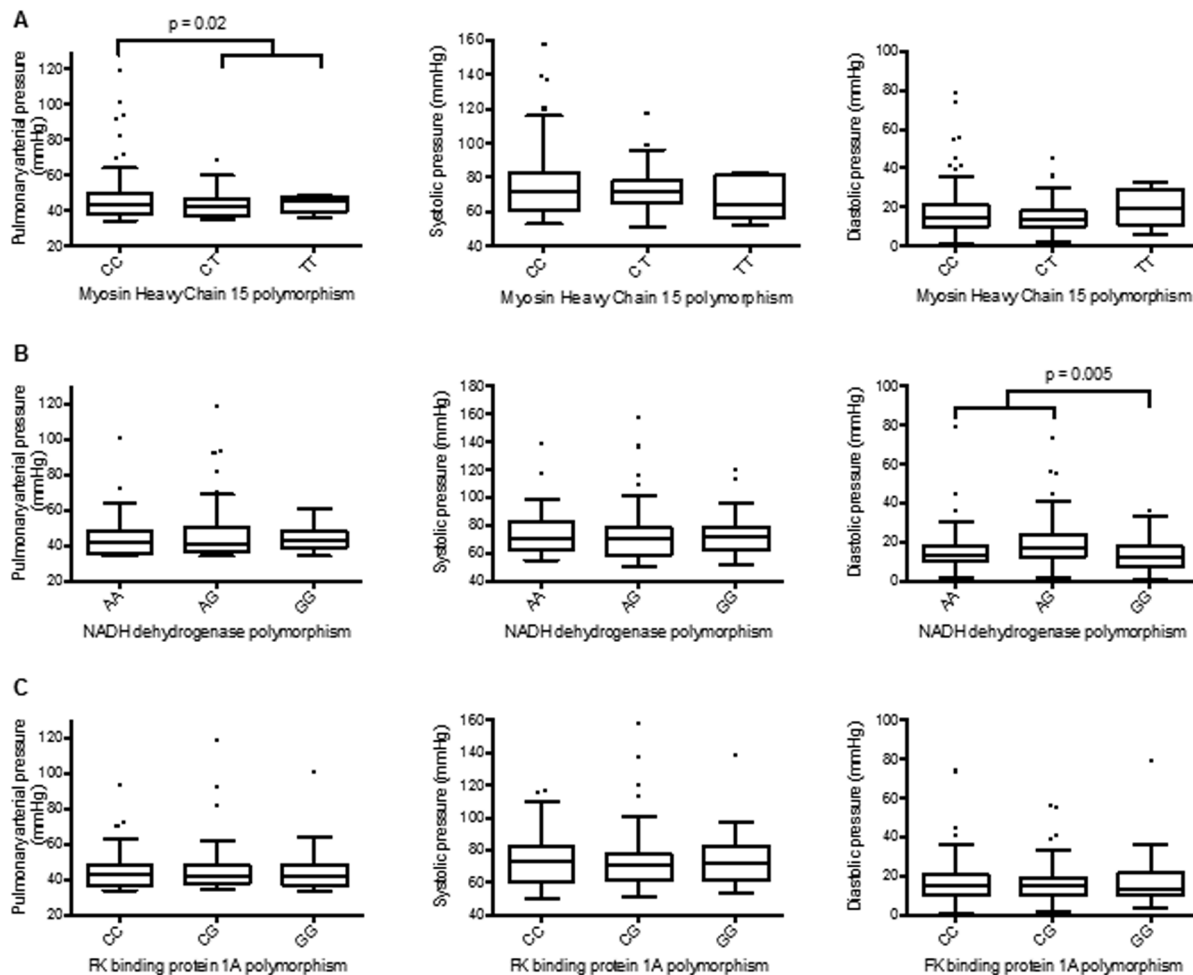 A
p = 0.02
Pulmonary arterial pressure
(mmHg)
120
100
80
60
40
20
CC
CT
TT
Myosin Heavy Chain 15 polymorphism
Systolic pressure (mmHg)
160
140
120
100
80
60
40
CC
CT
TT
Myosin Heavy Chain 15 polymorphism
Diastolic pressure (mmHg)
100
80
60
40
20
0
CC
CT
TT
Myosin Heavy Chain 15 polymorphism
B
Pulmonary arterial pressure
(mmHg)
120
100
80
60
40
20
AA
AG
GG
NADH dehydrogenase polymorphism
Systolic pressure (mmHg)
180
160
140
120
100
80
60
40
AA
AG
GG
NADH dehydrogenase polymorphism
p = 0.005
Diastolic pressure (mmHg)
100
80
60
40
20
0
AA
AG
GG
NADH dehydrogenase polymorphism
C
Pulmonary arterial pressure
(mmHg)
120
100
80
60
40
20
CC
CG
GG
FK binding protein 1A polymorphism
Systolic pressure (mmHg)
160
140
120
100
80
60
40
CC
CG
GG
FK binding protein 1A polymorphism
Diastolic pressure (mmHg)
100
80
60
40
20
0
CC
CG
GG
FK binding protein 1A polymorphism